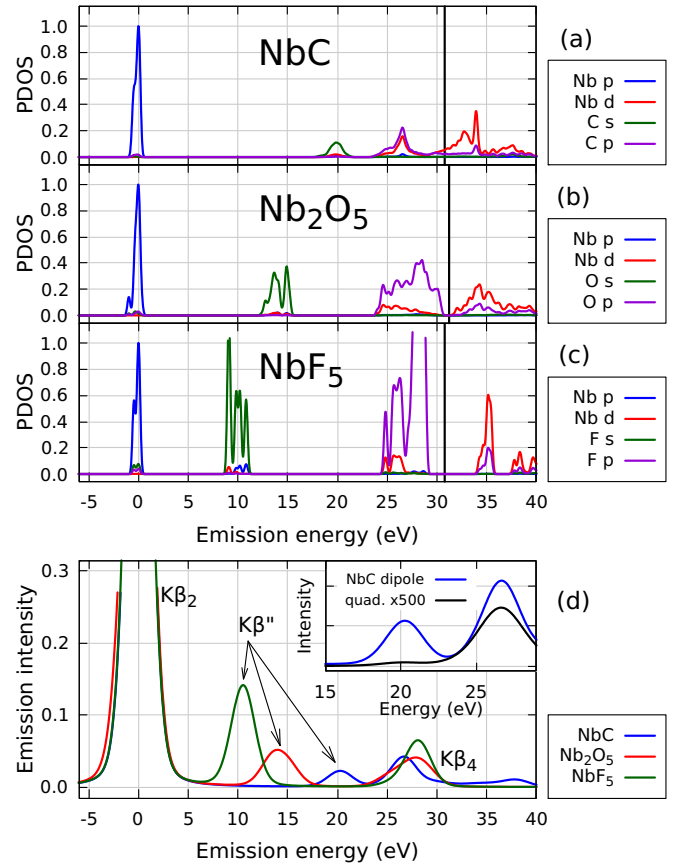 PDOS
1.0
0.8
0.6
0.4
0.2
0.0
NbC
(a)
Nb p
Nb d
C s
C p
PDOS
1.0
0.8
0.6
0.4
0.2
0.0
Nb₂O₅
(b)
Nb p
Nb d
O s
O p
PDOS
1.0
0.8
0.6
0.4
0.2
0.0
NbF₅
(c)
Nb p
Nb d
F s
F p
-5 0 5 10 15 20 25 30 35 40
Emission energy (eV)
Emission intensity
0.3
0.2
0.1
0.0
Kβ₂
Kβ"
Kβ₄
NbC dipole
quad. x500
Intensity
15 20 25
Energy (eV)
(d)
NbC
Nb₂O₅
NbF₅
-5 0 5 10 15 20 25 30 35 40
Emission energy (eV)